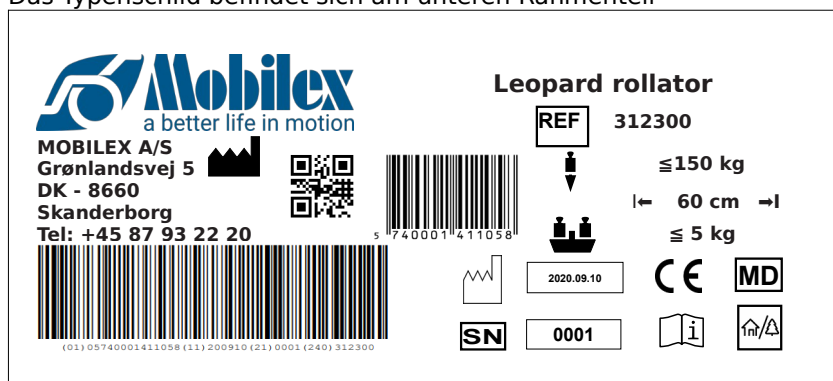 Das Typenschild befindet sich am unteren Rahmenteil
Mobilex
a better life in motion
MOBILEX A/S
Grønlandsvej 5
DK - 8660
Skanderborg
Tel: +45 87 93 22 20
(01)05740001411058(11)200910(21)0001(240)312300
5 740001 411058
Leopard rollator
REF 312300
≦150 kg
60 cm
≦ 5 kg
2020.09.10 CE MD
SN 0001 i